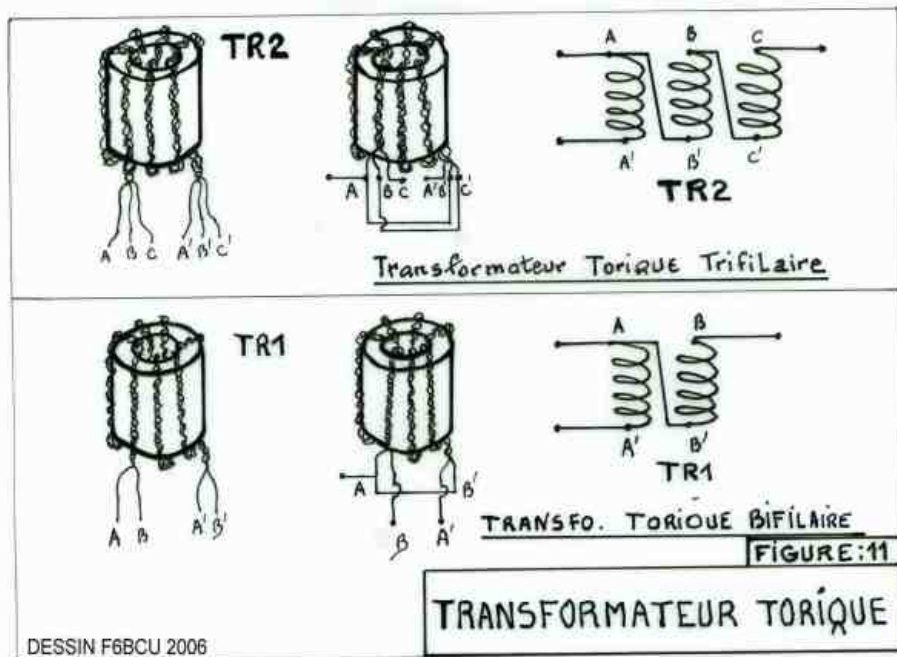 TR2
A B C A' B' C'
A B C A' B' C'
A B C
A' B' C'
TR2
Transformateur TORIQUE TrifiLaire
TR1
A B A' B'
A B'
B A'
A B
A' B'
TR1
TRANSFO. TORIQUE BIFiLAIRE
FIGURE:11
TRANSFORMATEUR TORiQUE
DESSIN F6BCU 2006